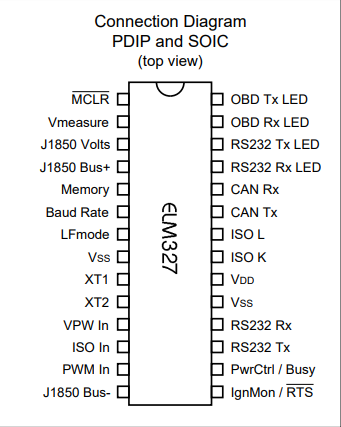 Connection Diagram
PDIP and SOIC
(top view)
M̅C̅L̅R̅ OBD Tx LED
Vmeasure OBD Rx LED
J1850 Volts RS232 Tx LED
J1850 Bus+ RS232 Rx LED
Memory CAN Rx
Baud Rate CAN Tx
LFmode ISO L
Vss ISO K
XT1 VDD
XT2 Vss
VPW In RS232 Rx
ISO In RS232 Tx
PWM In PwrCtrl / Busy
J1850 Bus- IgnMon / R̅T̅S̅
ELM327